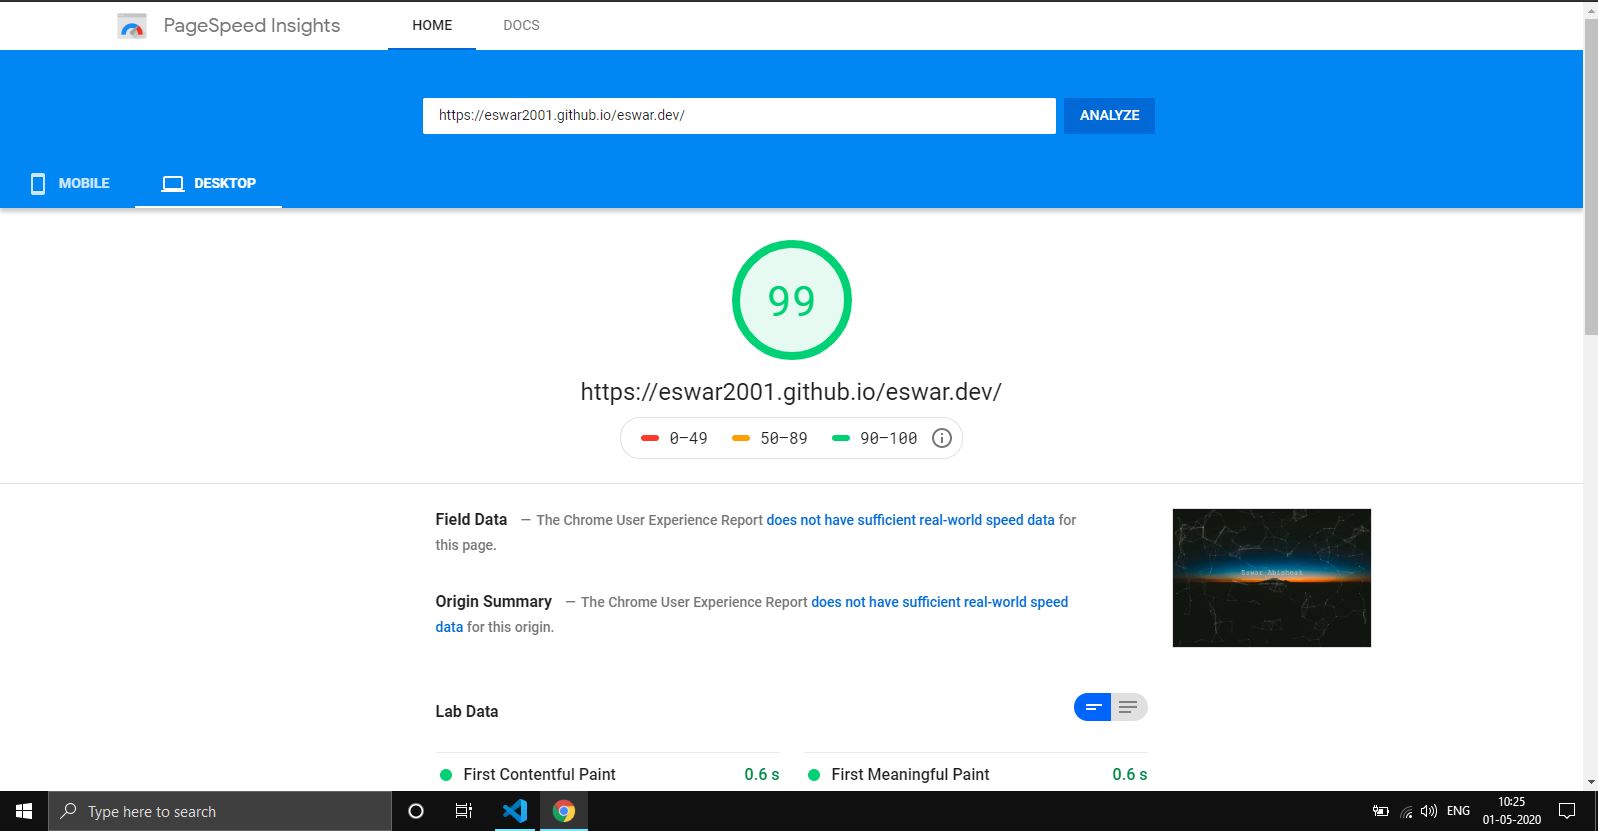 PageSpeed Insights
HOME
DOCS
https://eswar2001.github.io/eswar.dev/
ANALYZE
MOBILE
DESKTOP
99
https://eswar2001.github.io/eswar.dev/
0–49
50–89
90–100
Field Data — The Chrome User Experience Report does not have sufficient real-world speed data for
this page.
Origin Summary — The Chrome User Experience Report does not have sufficient real-world speed
data for this origin.
Eswar Abisheak
Lab Data
First Contentful Paint 0.6 s
First Meaningful Paint 0.6 s
Type here to search
ENG
10:25
01-05-2020